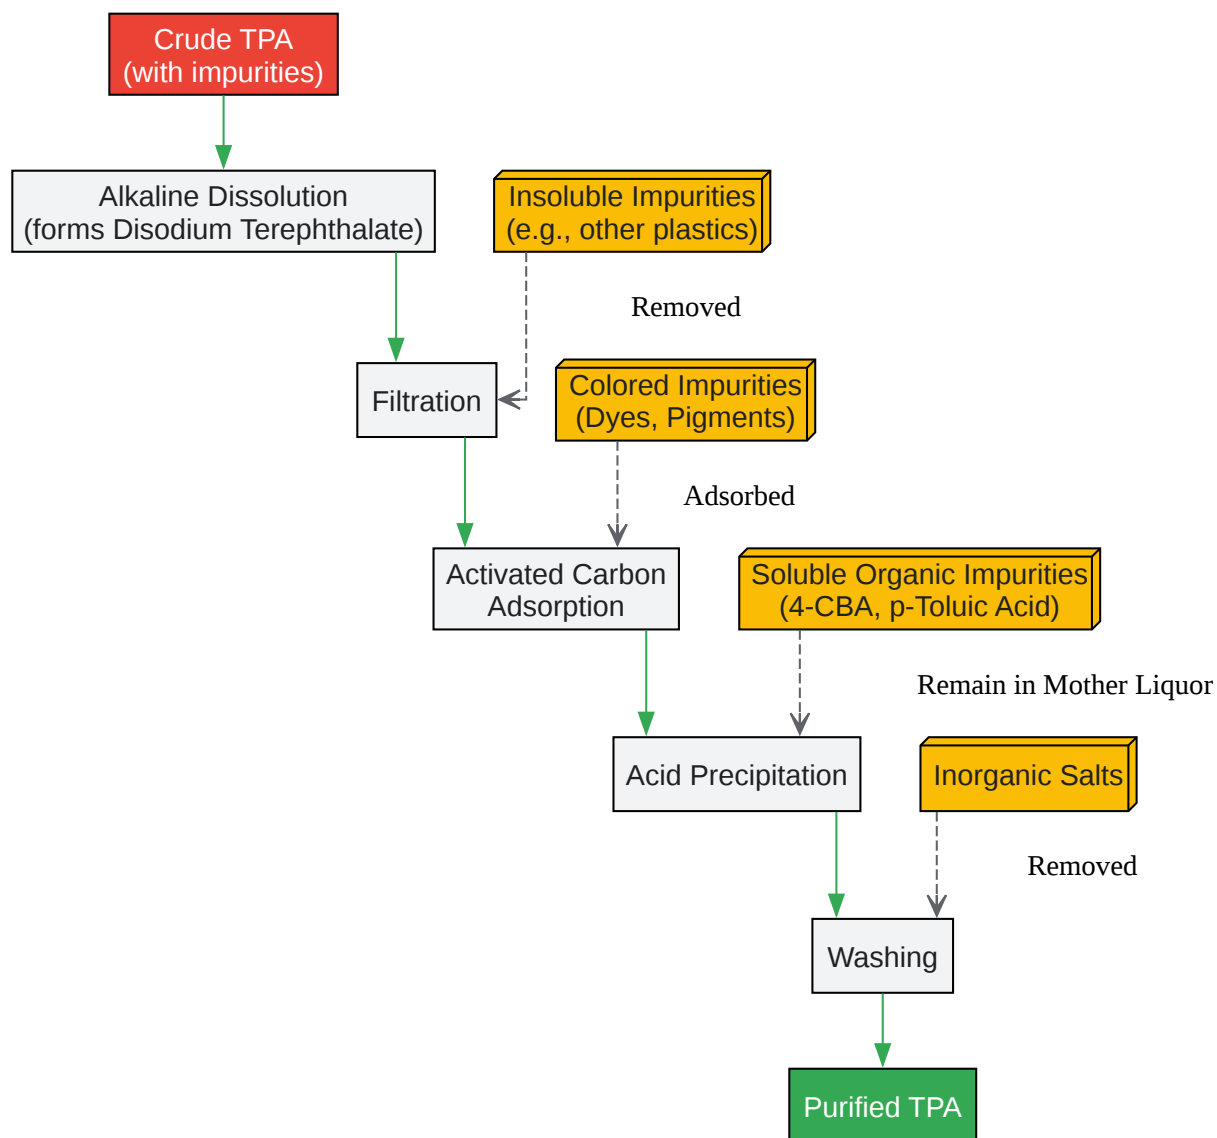 Crude TPA
(with impurities)
Alkaline Dissolution
(forms Disodium Terephthalate)
Insoluble Impurities
(e.g., other plastics)
Removed
Filtration
Colored Impurities
(Dyes, Pigments)
Adsorbed
Activated Carbon
Adsorption
Soluble Organic Impurities
(4-CBA, p-Toluic Acid)
Remain in Mother Liquor
Acid Precipitation
Inorganic Salts
Removed
Washing
Purified TPA